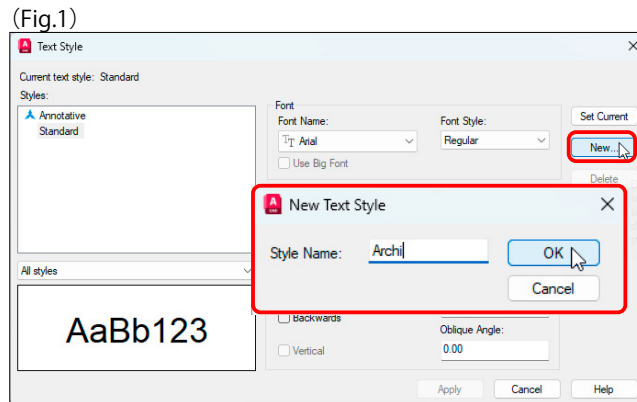 (Fig.1)
Text Style
Current text style: Standard
Styles:
Annotative
Standard
Font
Font Name:
Font Style:
Arial
Regular
Use Big Font
Set Current
New...
Delete
New Text Style
Style Name:
Archi
OK
Cancel
All styles
AaBb123
Backwards
Vertical
Oblique Angle:
0.00
Apply
Cancel
Help